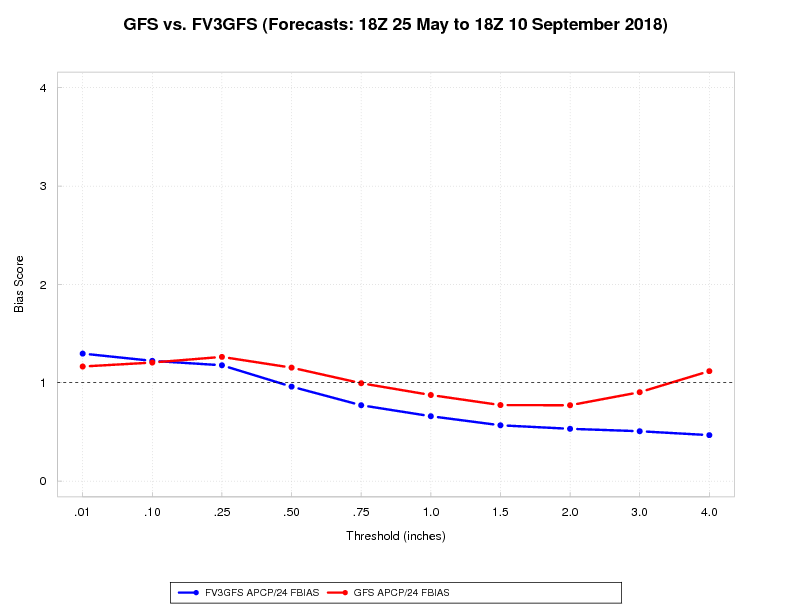 GFS vs. FV3GFS (Forecasts: 18Z 25 May to 18Z 10 September 2018)
4
3
2
1
0
Bias Score
.01 .10 .25 .50 .75 1.0 1.5 2.0 3.0 4.0
Threshold (inches)
FV3GFS APCP/24 FBIAS GFS APCP/24 FBIAS